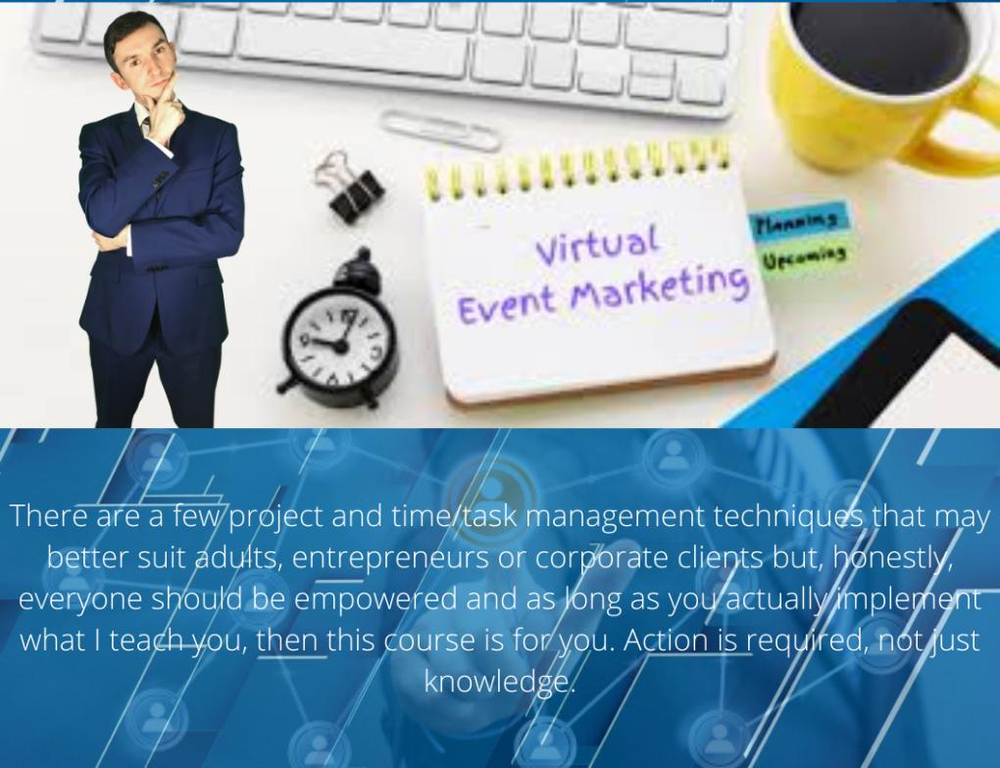 Virtual
Event Marketing
Planning
Upcoming
There are a few project and time/task management techniques that may
better suit adults, entrepreneurs or corporate clients but, honestly,
everyone should be empowered and as long as you actually implement
what I teach you, then this course is for you. Action is required, not just
knowledge.